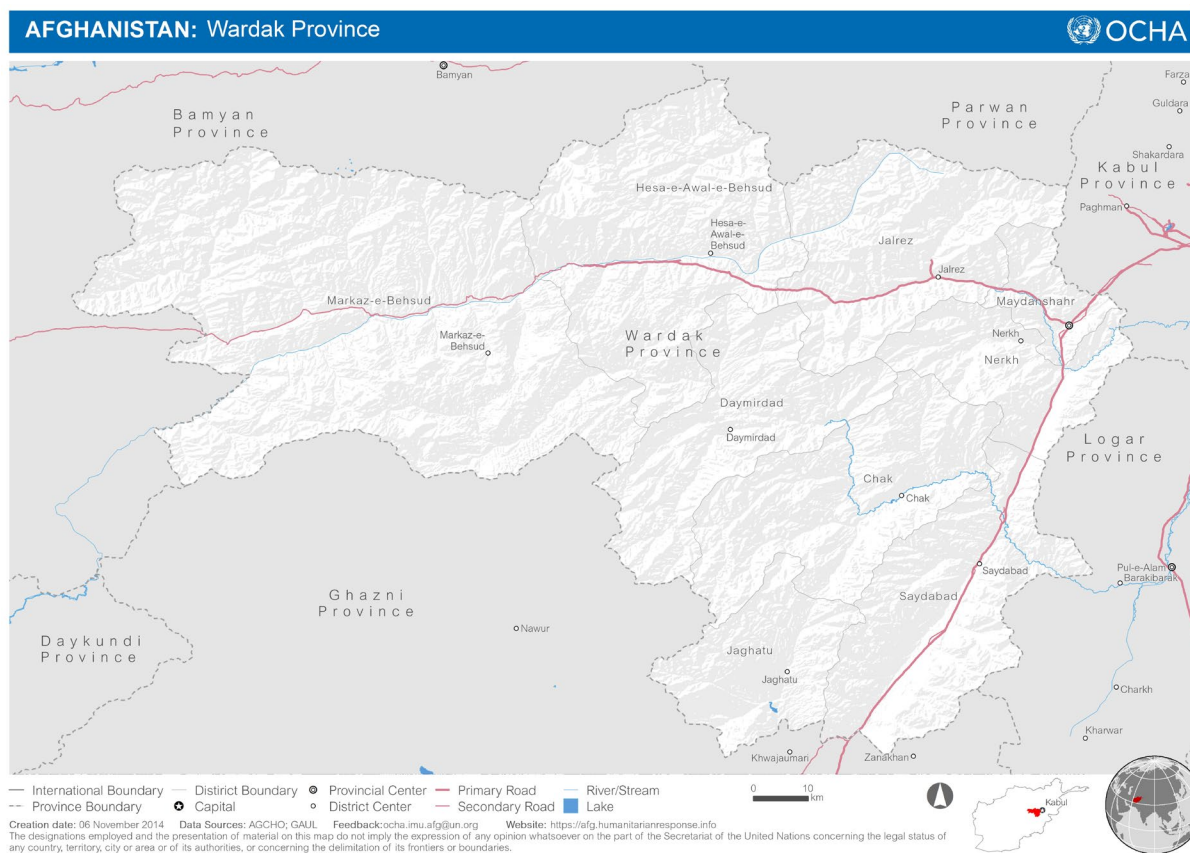 AFGHANISTAN: Wardak Province
OCHA
Bamyan
Farza
Guldara
Bamyan
Province
Parwan
Province
Shakardara
Kabul
Province
Hesa-e-Awal-e-Behsud
Paghman
Hesa-e-
Awal-e-
Behsud
Jalrez
Jalrez
Markaz-e-Behsud
Maydanshahr
Markaz-e-
Behsud
Wardak
Province
Nerkh
Nerkh
Daymirdad
Daymirdad
Logar
Province
Chak
Chak
Saydabad
Pul-e-Alam
Barakibarak
Ghazni
Province
Saydabad
Nawur
Daykundi
Province
Jaghatu
Jaghatu
Charkh
Kharwar
Khwajaumari
Zanakhan
International Boundary
District Boundary
Provincial Center
Primary Road
River/Stream
Province Boundary
Capital
District Center
Secondary Road
Lake
0 10
km
Kabul
Creation date: 06 November 2014 Data Sources: AGCHO; GAUL Feedback:ocha.imu.afg@un.org Website: https://afg.humanitarianresponse.info
The designations employed and the presentation of material on this map do not imply the expression of any opinion whatsoever on the part of the Secretariat of the United Nations concerning the legal status of
any country, territory, city or area or of its authorities, or concerning the delimitation of its frontiers or boundaries.